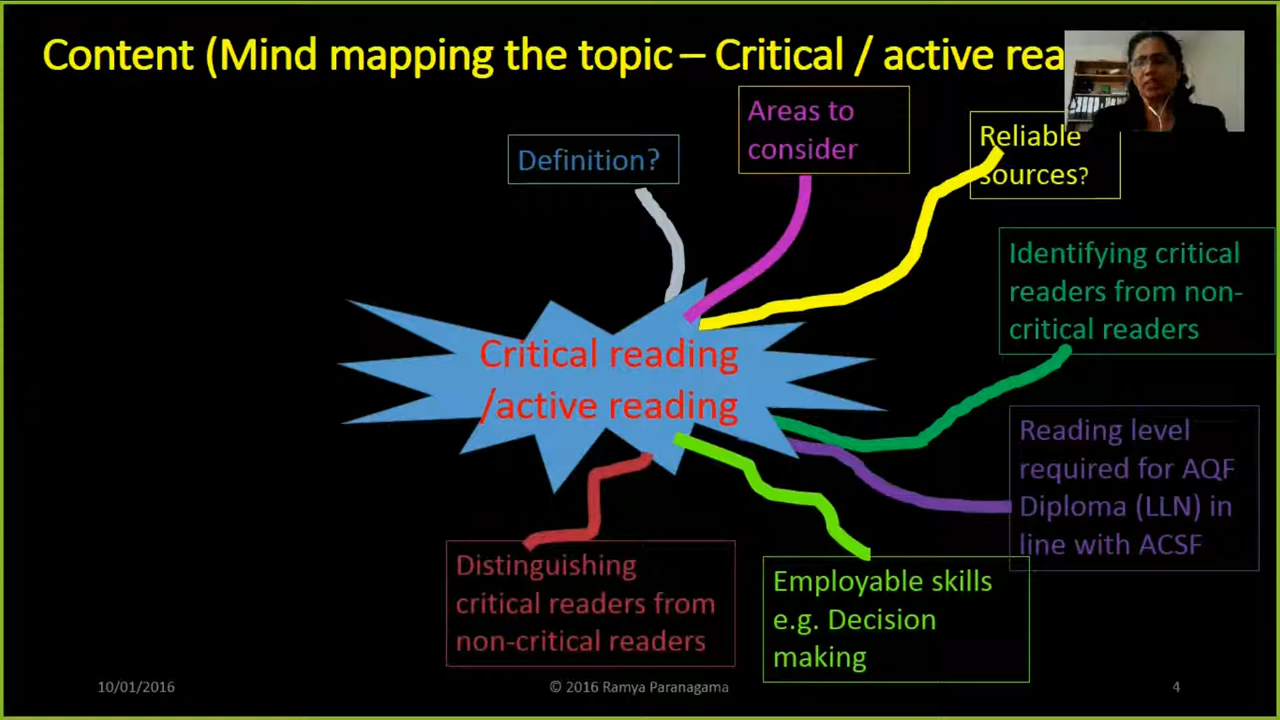 Content (Mind mapping the topic – Critical / active rea
Definition?
Areas to
consider
Reliable
sources?
Identifying critical
readers from non-
critical readers
Critical reading
/active reading
Reading level
required for AQF
Diploma (LLN) in
line with ACSF
Distinguishing
critical readers from
non-critical readers
Employable skills
e.g. Decision
making
10/01/2016
© 2016 Ramya Paranagama
4